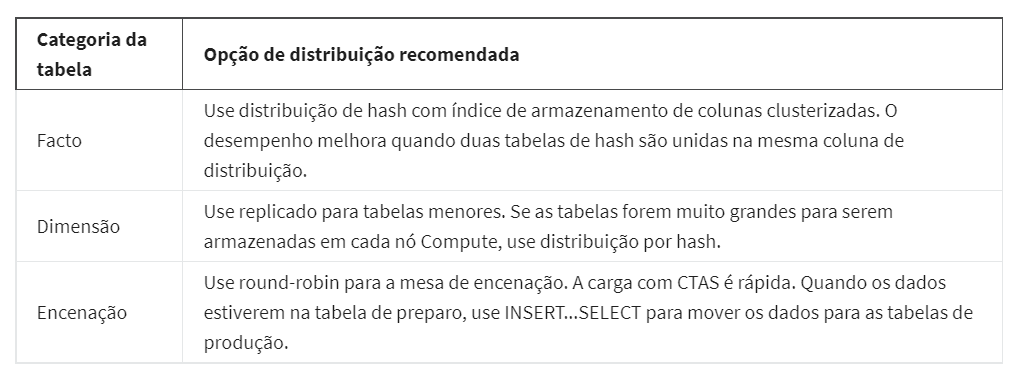 Categoria da
tabela
Opção de distribuição recomendada
Facto
Use distribuição de hash com índice de armazenamento de colunas clusterizadas. O
desempenho melhora quando duas tabelas de hash são unidas na mesma coluna de
distribuição.
Dimensão
Use replicado para tabelas menores. Se as tabelas forem muito grandes para serem
armazenadas em cada nó Compute, use distribuição por hash.
Encenação
Use round-robin para a mesa de encenação. A carga com CTAS é rápida. Quando os dados
estiverem na tabela de preparo, use INSERT...SELECT para mover os dados para as tabelas de
produção.